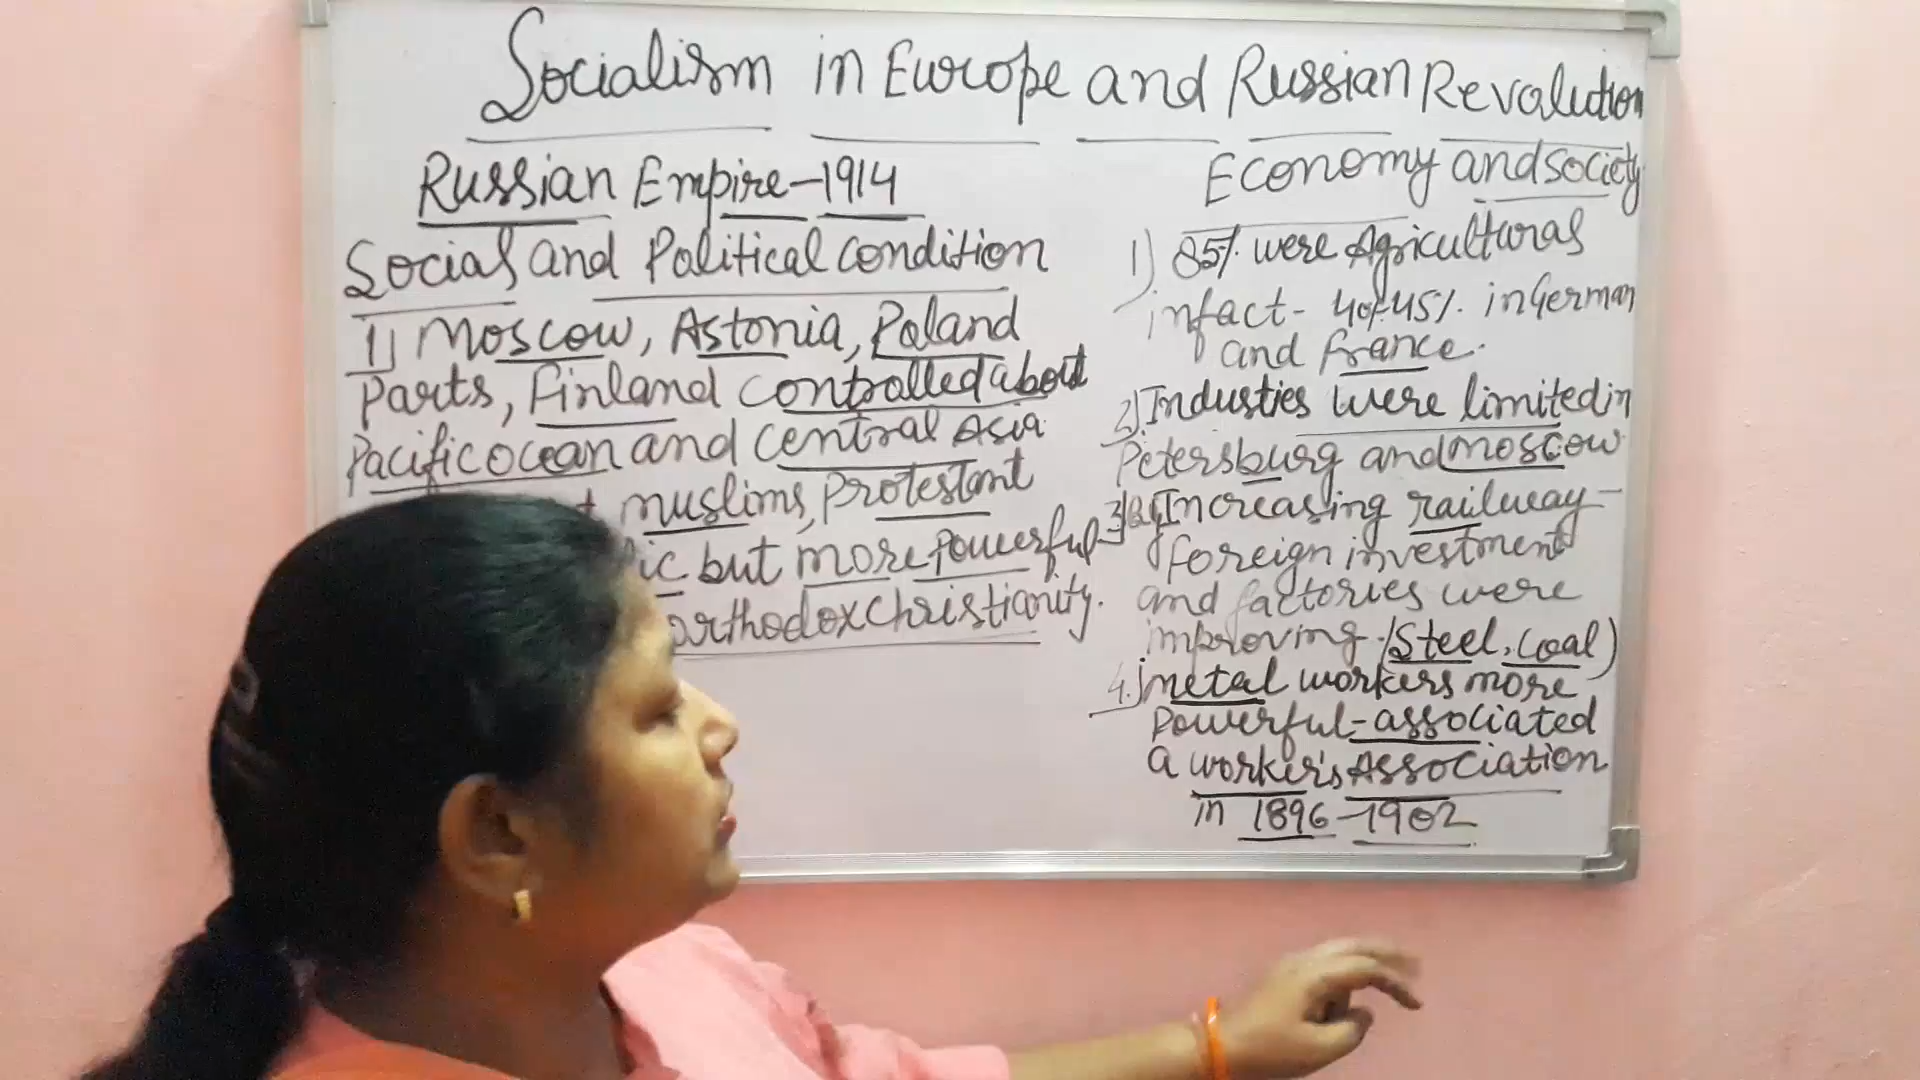 Socialism in Europe and Russian Revalution
Russian Empire-1914
Social and Political condition
1) Moscow, Astonia, Poland
Parts, Finland controlled about
Pacific ocean and central Asia
muslims, Protestant
ic but more powerful
orthodox christianity.
Economy and society
1) 85%. were Agricultural
infact - 40%-45%. in German
and france.
2) Industies were limited in
Petersburg and moscow
3) Increasing railway-
foreign investment
and factories were
improving. (Steel, coal)
4.) metal workers more
powerful-associated
a worker's Association
in 1896-1902